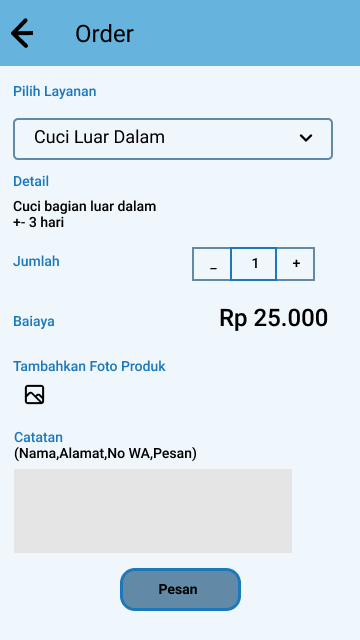 Order
Pilih Layanan
Cuci Luar Dalam
Detail
Cuci bagian luar dalam
+- 3 hari
Jumlah
_ 1 +
Baiaya
Rp 25.000
Tambahkan Foto Produk
Catatan
(Nama,Alamat,No WA,Pesan)
Pesan